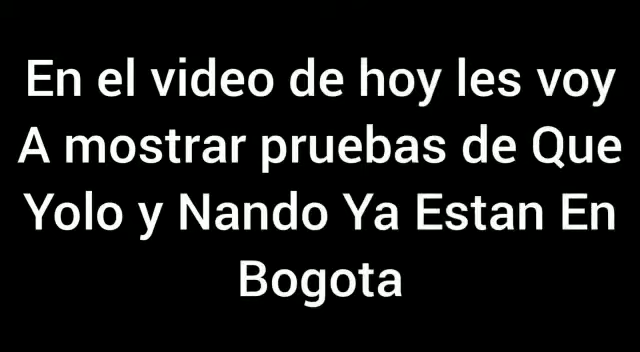 En el video de hoy les voy
A mostrar pruebas de Que
Yolo y Nando Ya Estan En
Bogota